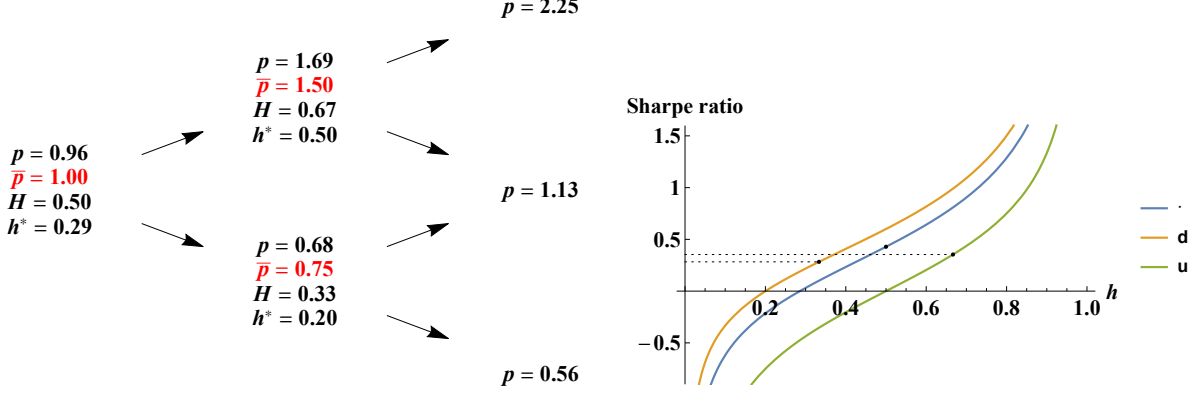 p = 2.25
p = 1.69
p̅ = 1.50
H = 0.67
h* = 0.50
p = 0.96
p̅ = 1.00
H = 0.50
h* = 0.29
p = 1.13
p = 0.68
p̅ = 0.75
H = 0.33
h* = 0.20
p = 0.56
Sharpe ratio
1.5
1
0.5
-0.5
0.2 0.4 0.6 0.8 1.0 h
.
d
u